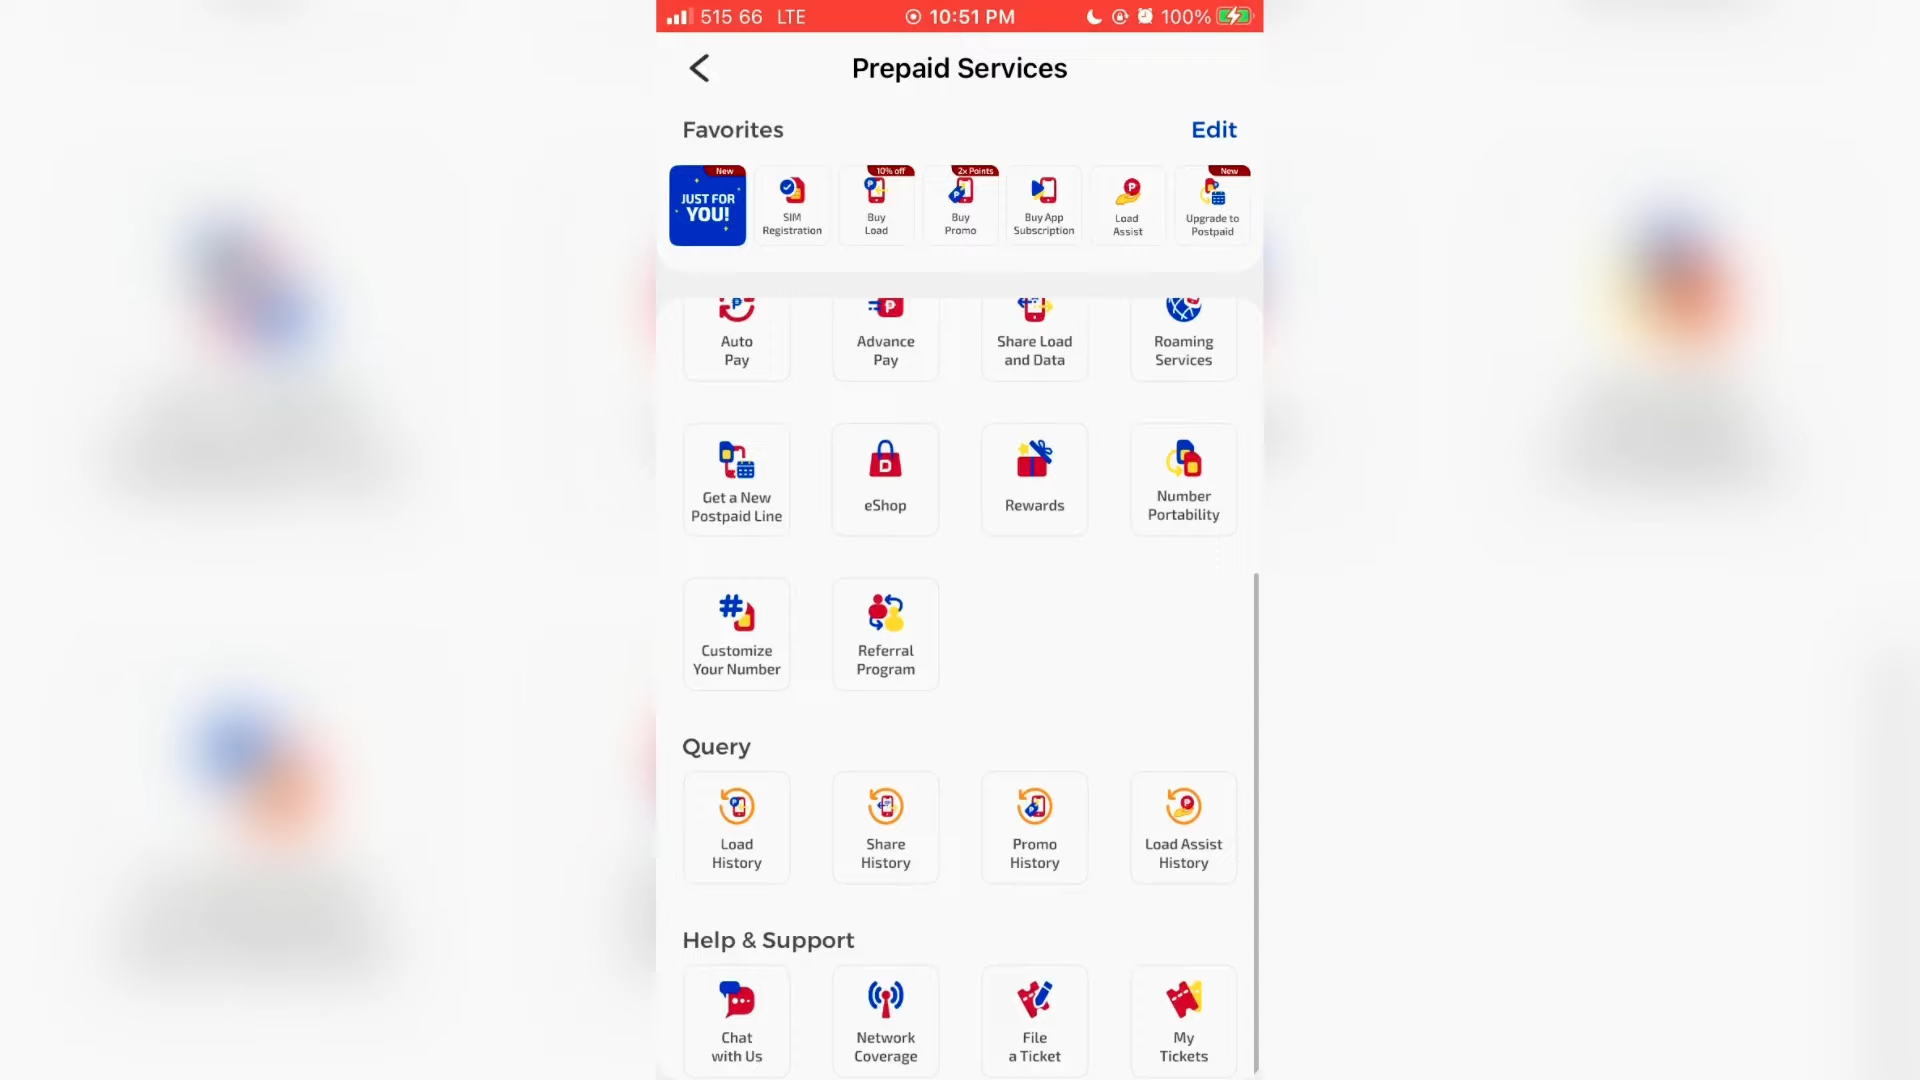 515 66 LTE 10:51 PM 100%
Prepaid Services
Favorites Edit
New 10% off 2x Points New
JUST FOR
YOU!
SIM
Registration
Buy
Load
Buy
Promo
Buy App
Subscription
Load
Assist
Upgrade to
Postpaid
Auto
Pay
Advance
Pay
Share Load
and Data
Roaming
Services
Get a New
Postpaid Line
eShop
Rewards
Number
Portability
Customize
Your Number
Referral
Program
Query
Load
History
Share
History
Promo
History
Load Assist
History
Help & Support
Chat
with Us
Network
Coverage
File
a Ticket
My
Tickets